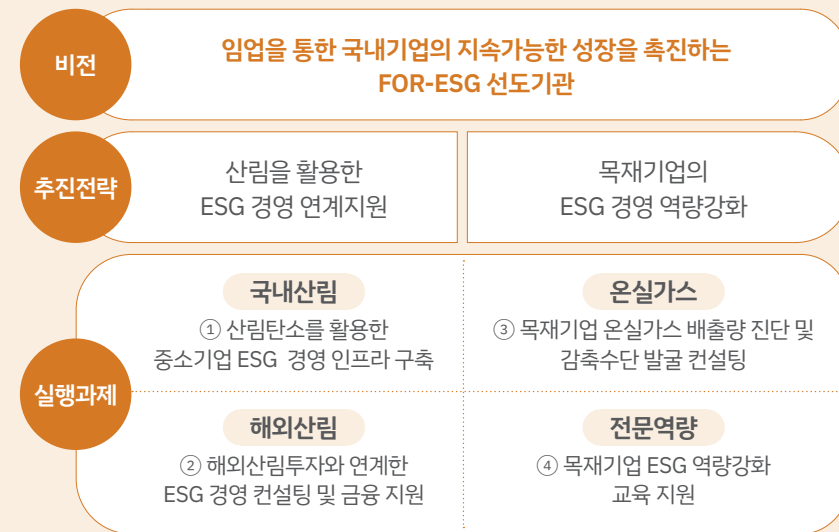 비전
임업을 통한 국내기업의 지속가능한 성장을 촉진하는
FOR-ESG 선도기관
추진전략
산림을 활용한
ESG 경영 연계지원
목재기업의
ESG 경영 역량강화
실행과제
국내산림
① 산림탄소를 활용한
중소기업 ESG 경영 인프라 구축
온실가스
③ 목재기업 온실가스 배출량 진단 및
감축수단 발굴 컨설팅
해외산림
② 해외산림투자와 연계한
ESG 경영 컨설팅 및 금융 지원
전문역량
④ 목재기업 ESG 역량강화
교육 지원